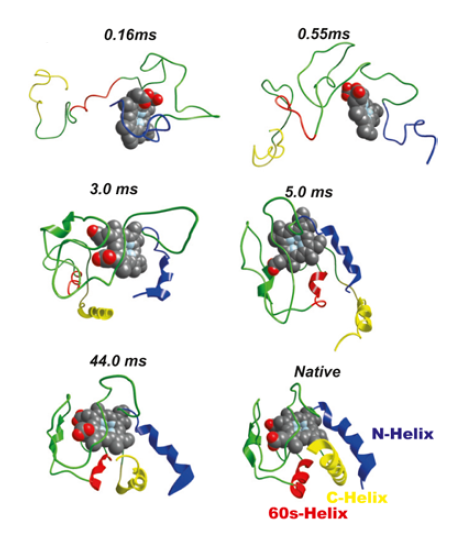 0.16ms
0.55ms
3.0 ms
5.0 ms
44.0 ms
Native
N-Helix
C-Helix
60s-Helix